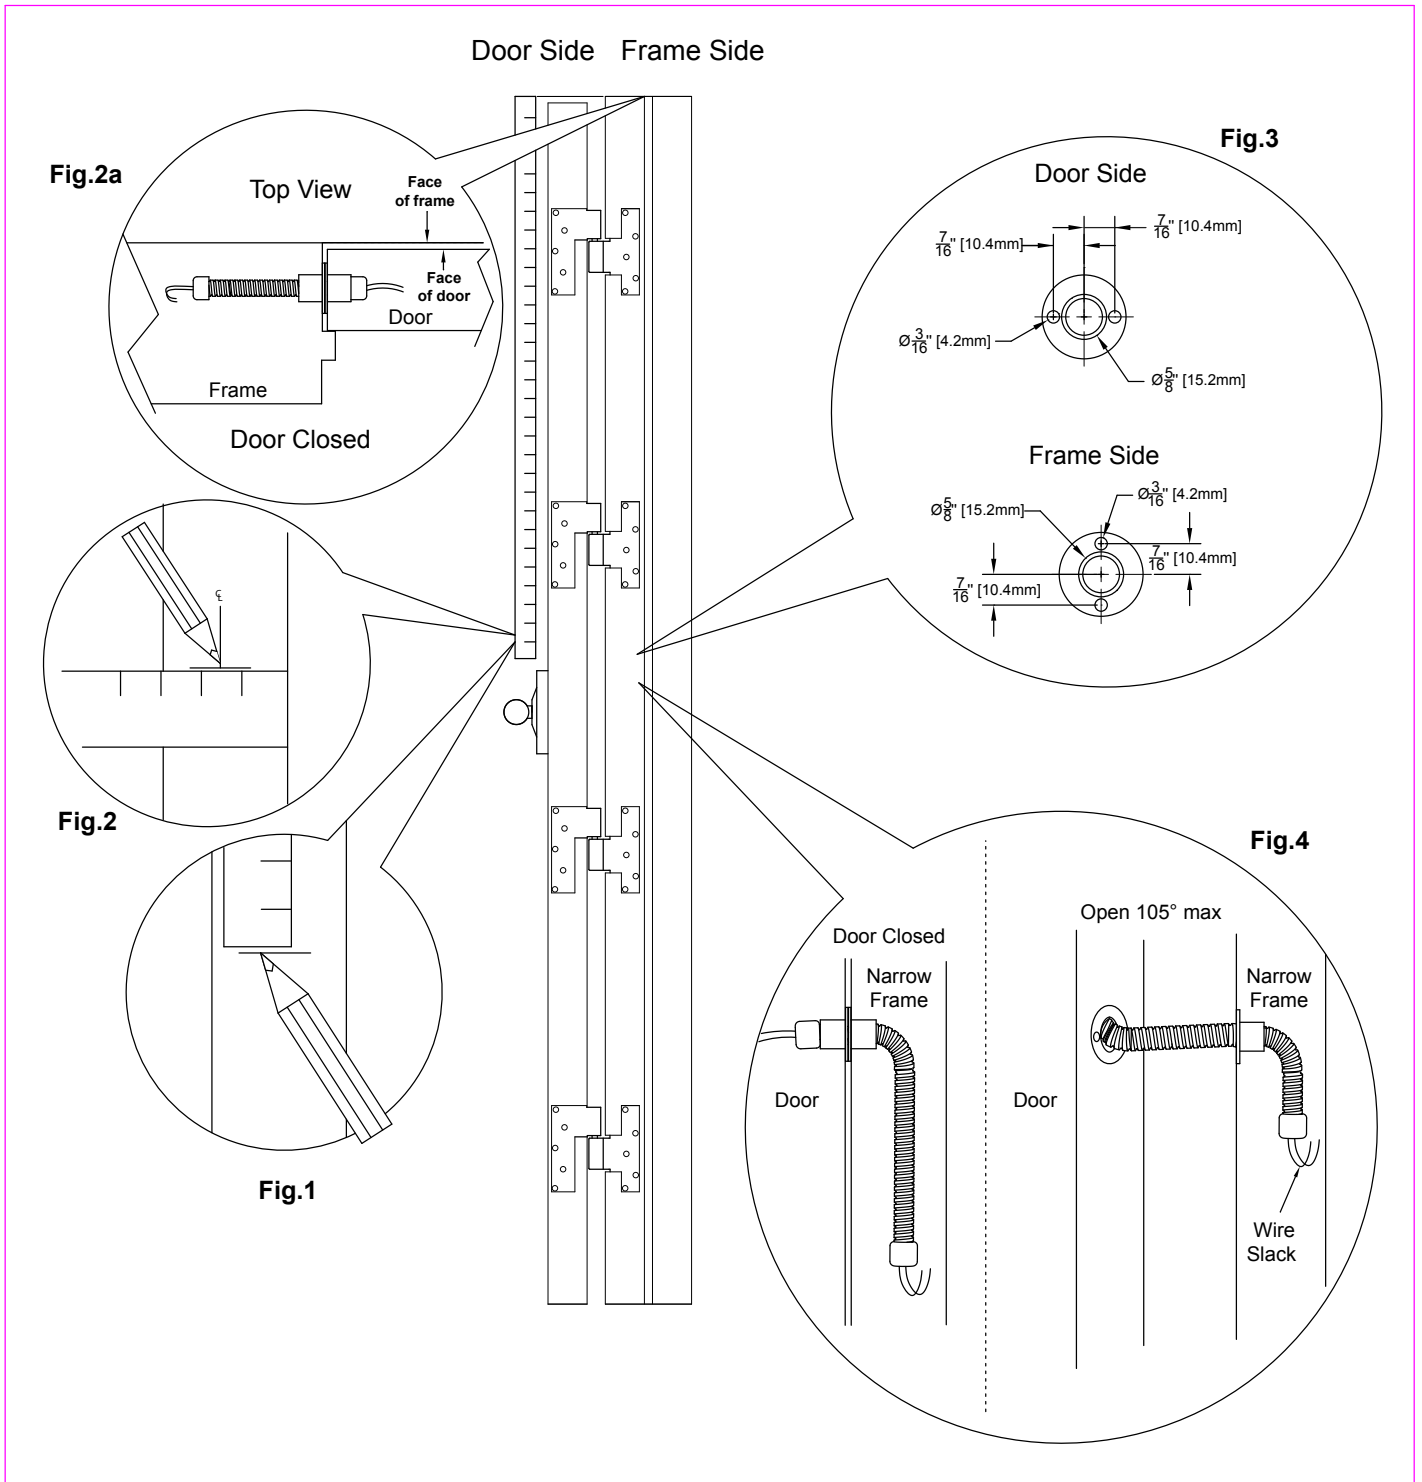 Door Side Frame Side
Fig.2a
Top View
Face
of frame
Face
of door
Door
Frame
Door Closed
Fig.3
Door Side
7/16" [10.4mm]
7/16" [10.4mm]
Ø3/16" [4.2mm]
Ø5/8" [15.2mm]
Frame Side
Ø3/16" [4.2mm]
Ø5/8" [15.2mm]
7/16" [10.4mm]
7/16" [10.4mm]
℄
Fig.2
Fig.1
Fig.4
Open 105° max
Door Closed
Narrow
Frame
Narrow
Frame
Door
Door
Wire
Slack